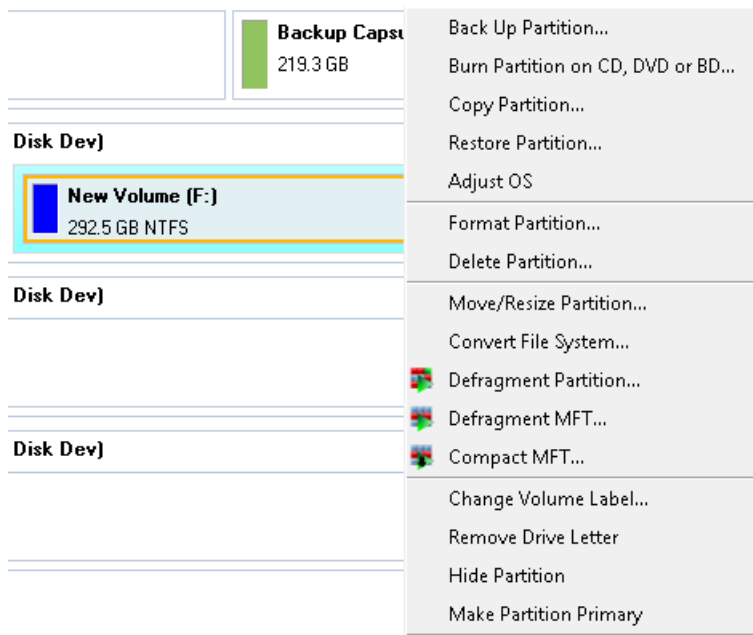 Backup Capsu
219.3 GB
Disk Dev)
New Volume (F:)
292.5 GB NTFS
Disk Dev)
Disk Dev)
Back Up Partition...
Burn Partition on CD, DVD or BD...
Copy Partition...
Restore Partition...
Adjust OS
Format Partition...
Delete Partition...
Move/Resize Partition...
Convert File System...
Defragment Partition...
Defragment MFT...
Compact MFT...
Change Volume Label...
Remove Drive Letter
Hide Partition
Make Partition Primary